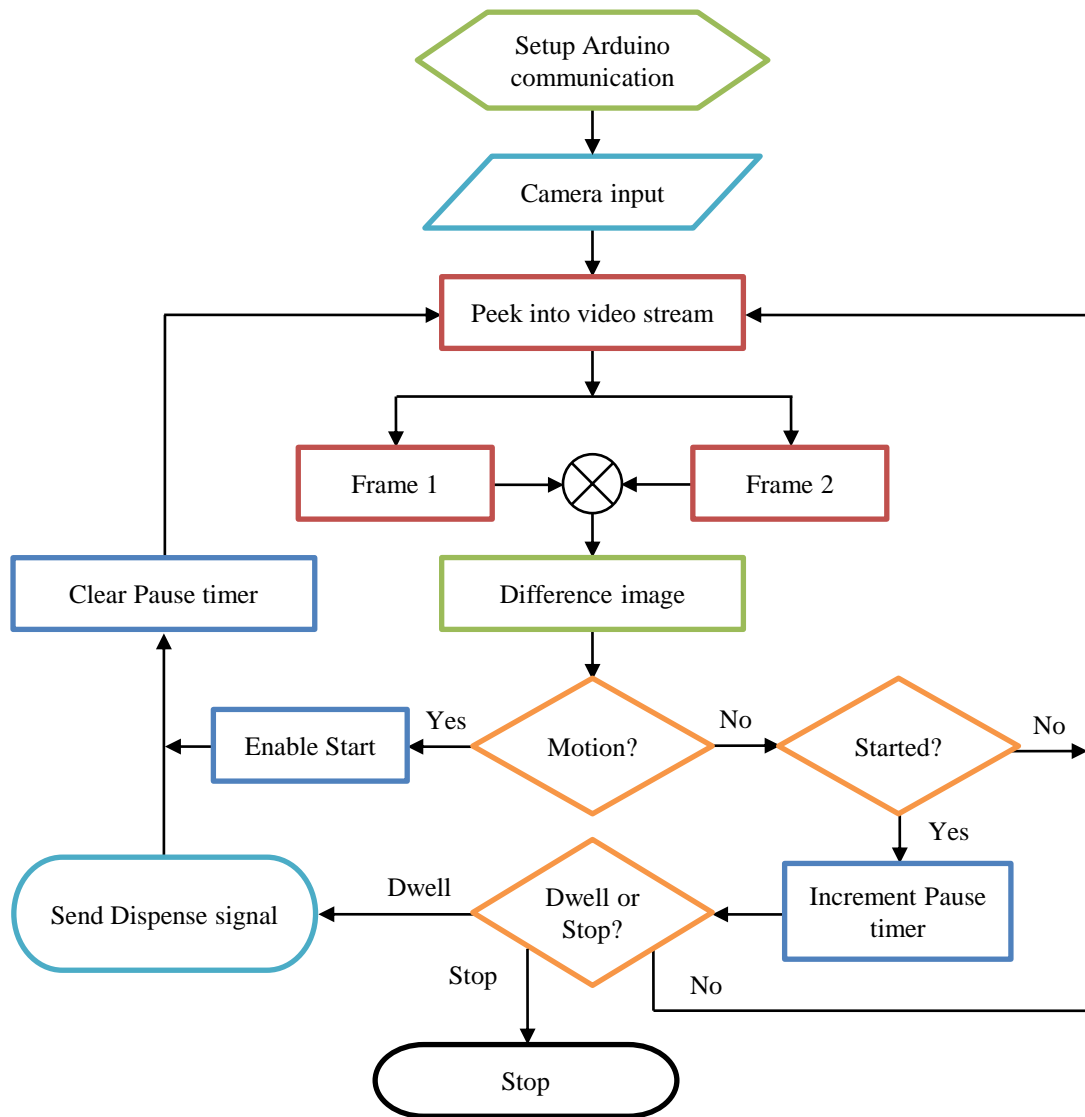 Setup Arduino
communication
Camera input
Peek into video stream
Frame 1
Frame 2
Clear Pause timer
Difference image
Yes
No
No
Enable Start
Motion?
Started?
Yes
Dwell
Send Dispense signal
Dwell or
Stop?
Increment Pause
timer
Stop
No
Stop